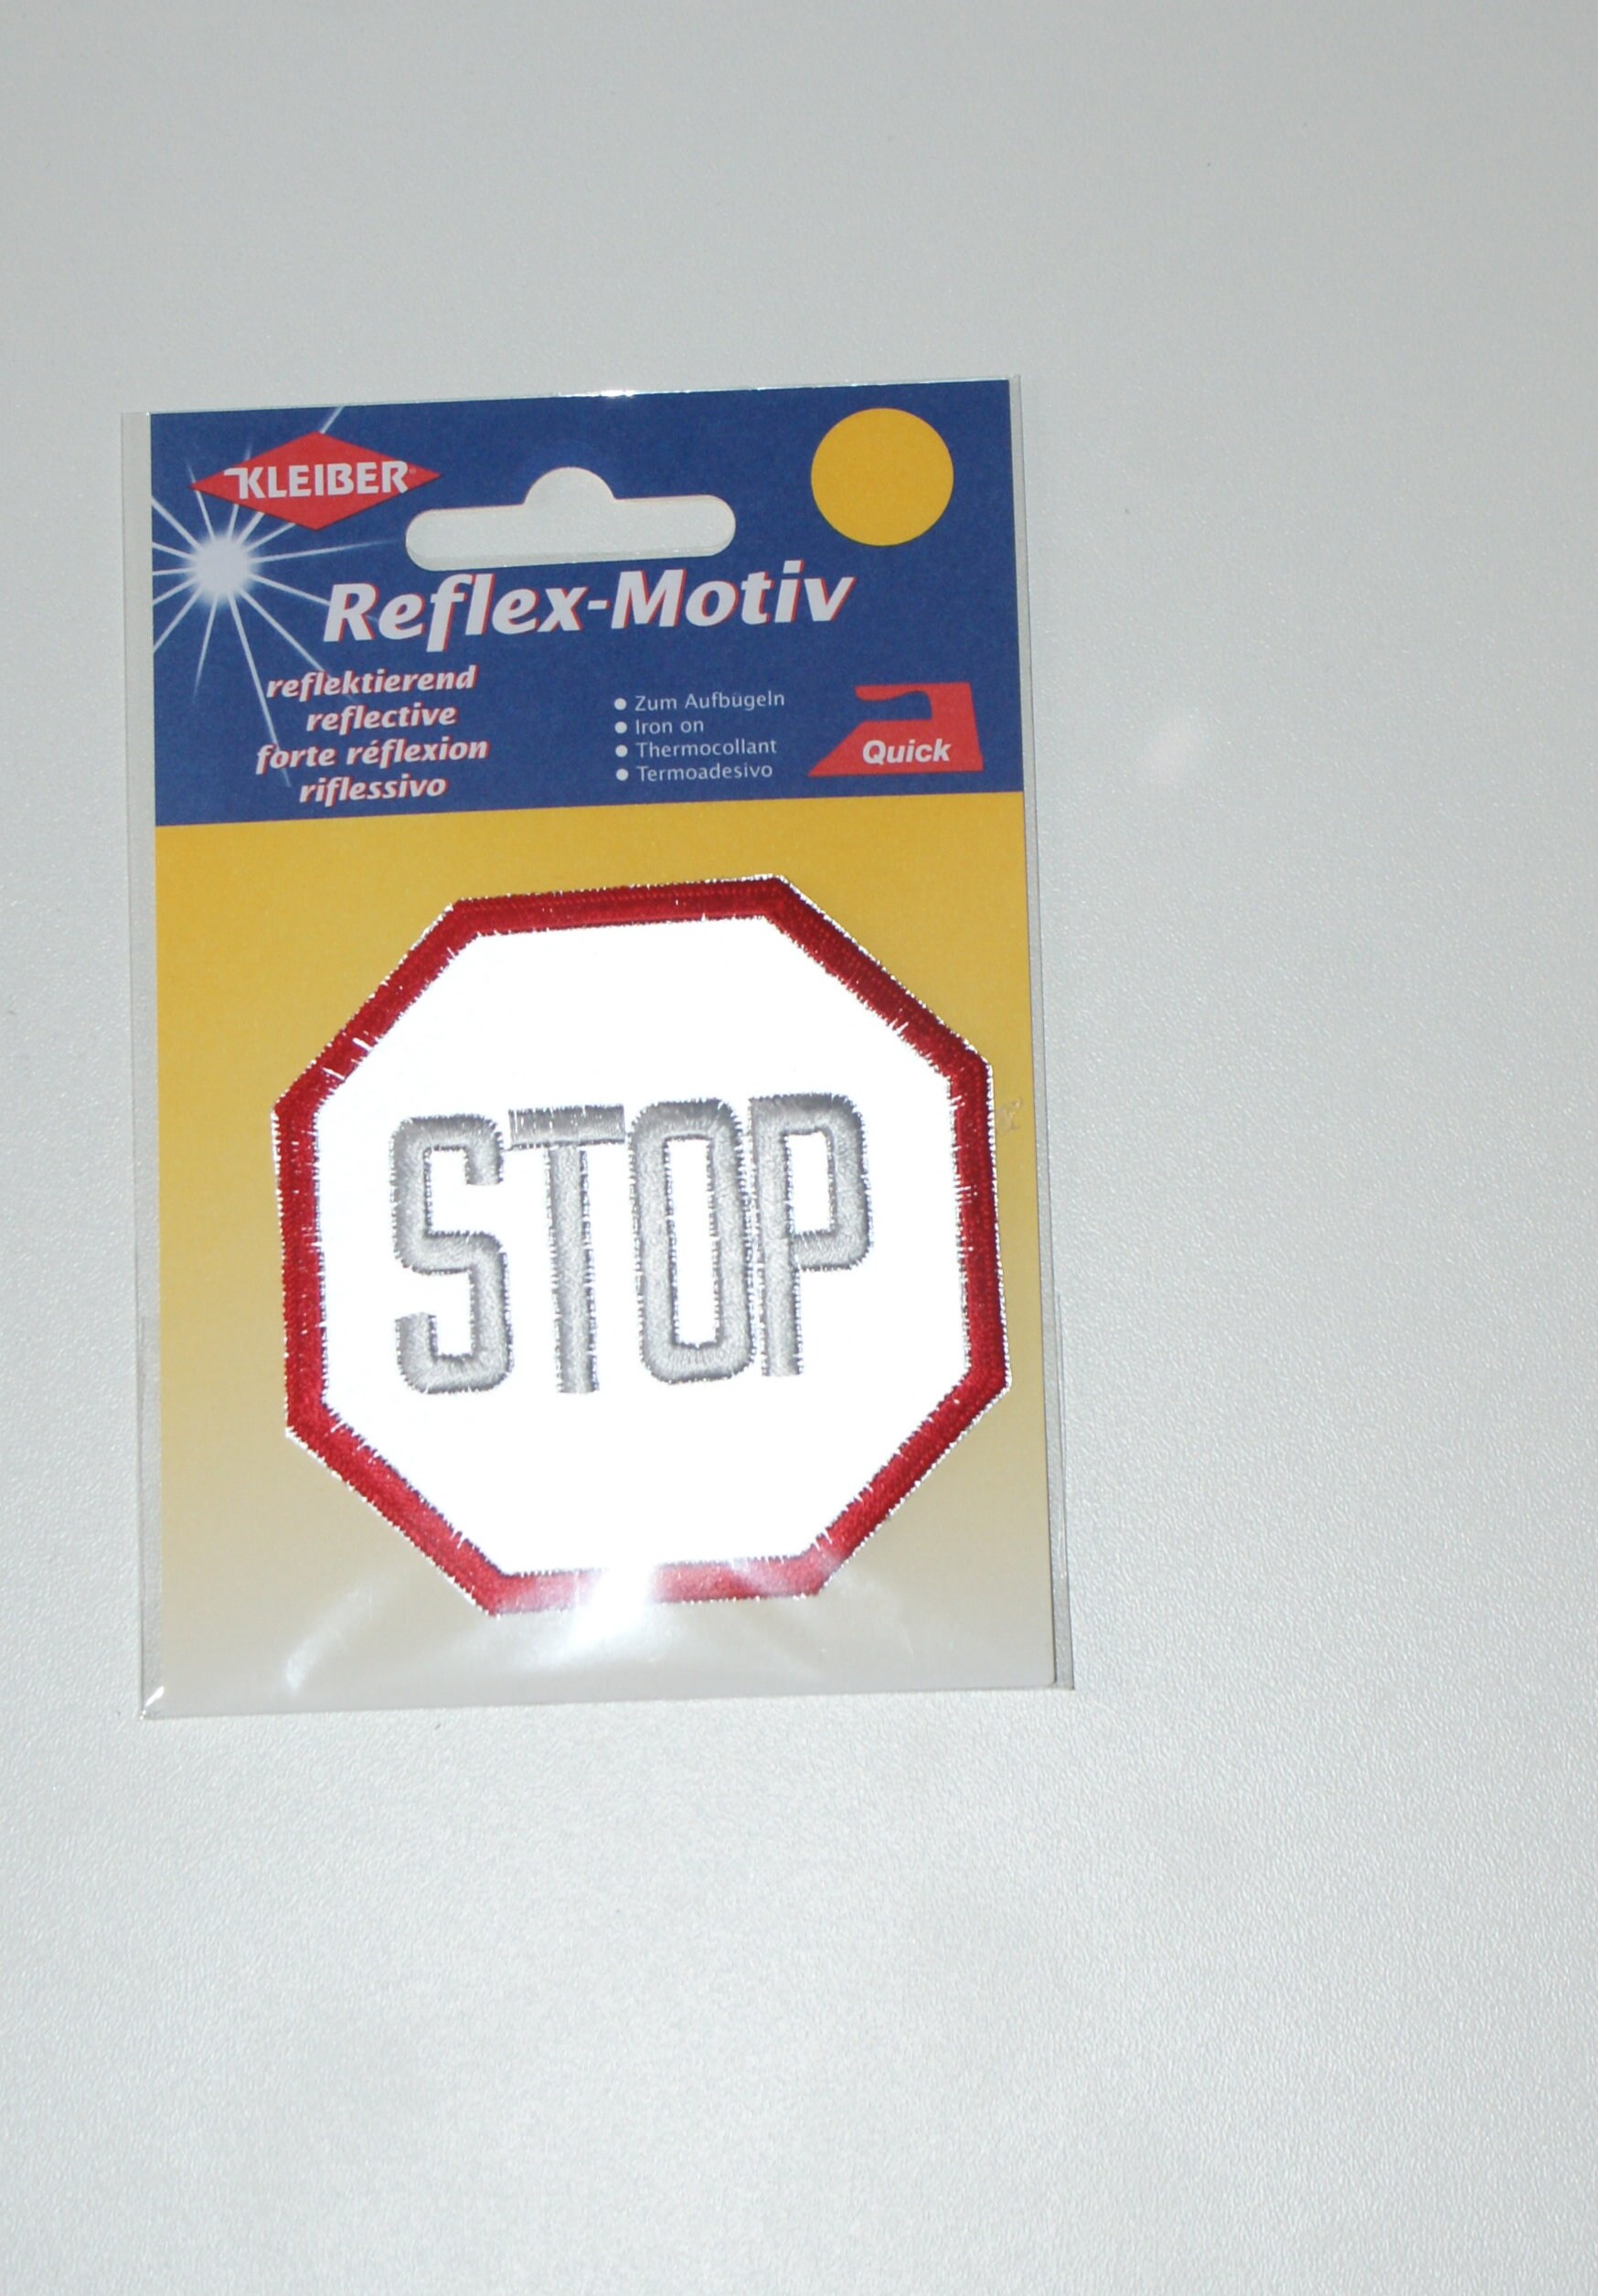 KLEIBER
Reflex-Motiv
reflektierend
reflective
forte réflexion
riflessivo
● Zum Aufbügeln
● Iron on
● Thermocollant
● Termoadesivo
Quick
STOP